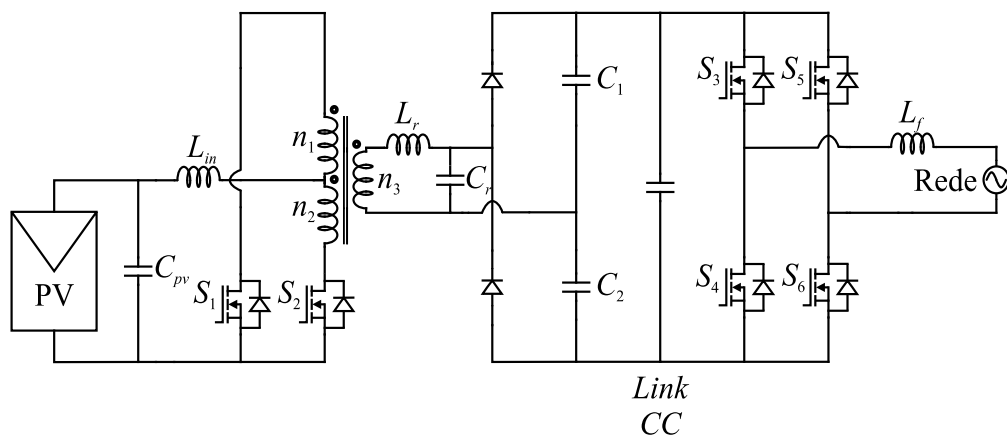 PV
C_pv
L_in
n_1
n_2
S_1
S_2
n_3
L_r
C_r
C_1
C_2
Link
CC
S_3
S_5
S_4
S_6
L_f
Rede